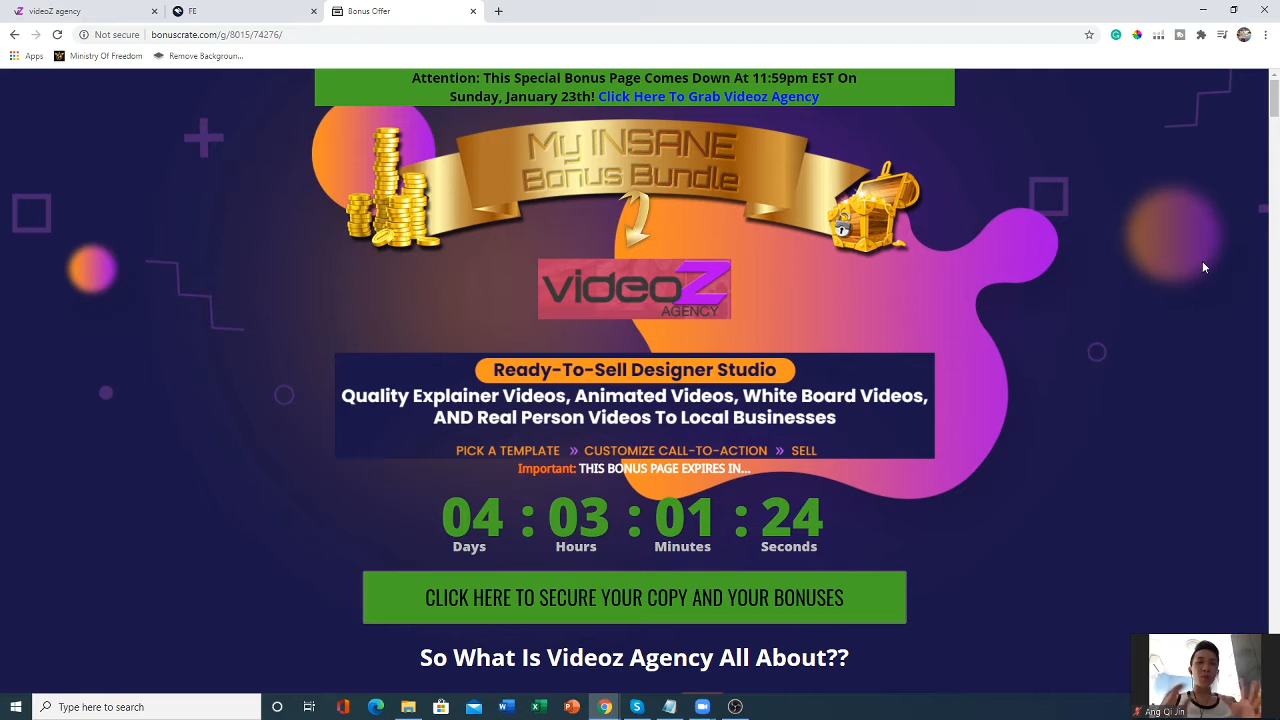 videoZ agency
FE
Bonus Offer
Not secure
bonuscrate.com/g/8015/74276/
Apps
Ministry Of Freedom
Remove Backgroun...
Attention: This Special Bonus Page Comes Down At 11:59pm EST On
Sunday, January 23th! Click Here To Grab Videoz Agency
My INSANE
Bonus Bundle
videoZ
AGENCY
Ready-To-Sell Designer Studio
Quality Explainer Videos, Animated Videos, White Board Videos,
AND Real Person Videos To Local Businesses
PICK A TEMPLATE » CUSTOMIZE CALL-TO-ACTION » SELL
Important: THIS BONUS PAGE EXPIRES IN...
04 : 03 : 01 : 24
Days Hours Minutes Seconds
CLICK HERE TO SECURE YOUR COPY AND YOUR BONUSES
So What Is Videoz Agency All About??
Ang Qi Jin
Type here to search